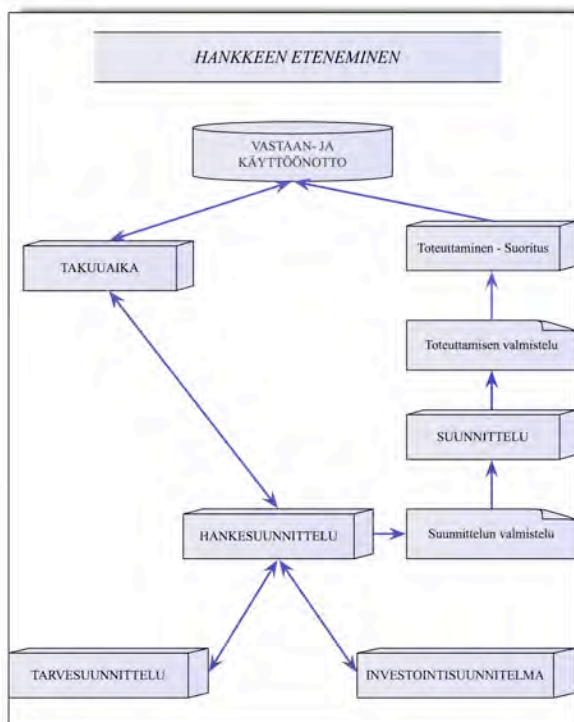 HANKKEEN ETENEMINEN
VASTAAN- JA
KÄYTTÖÖNOTTO
TAKUUAIKA
Toteuttaminen - Suoritus
Toteuttamisen valmistelu
SUUNNITTELU
HANKESUUNNITTELU
Suunnittelun valmistelu
TARVESUUNNITTELU
INVESTOINTISUUNNITELMA